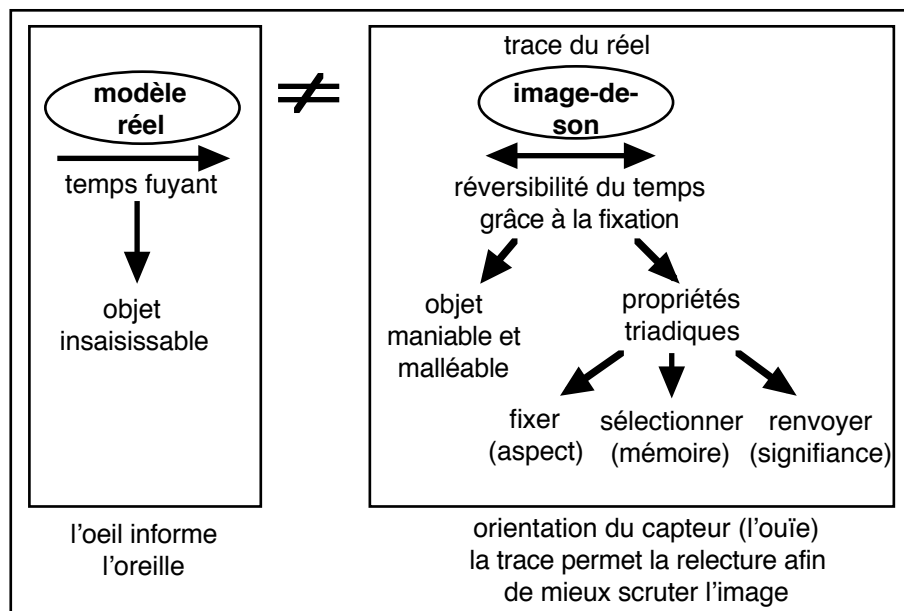 modèle
réel
temps fuyant
objet
insaisissable
l'oeil informe
l'oreille
≠
trace du réel
image-de-
son
réversibilité du temps
grâce à la fixation
objet
maniable et
malléable
propriétés
triadiques
fixer
(aspect)
sélectionner
(mémoire)
renvoyer
(signifiance)
orientation du capteur (l'ouïe)
la trace permet la relecture afin
de mieux scruter l'image